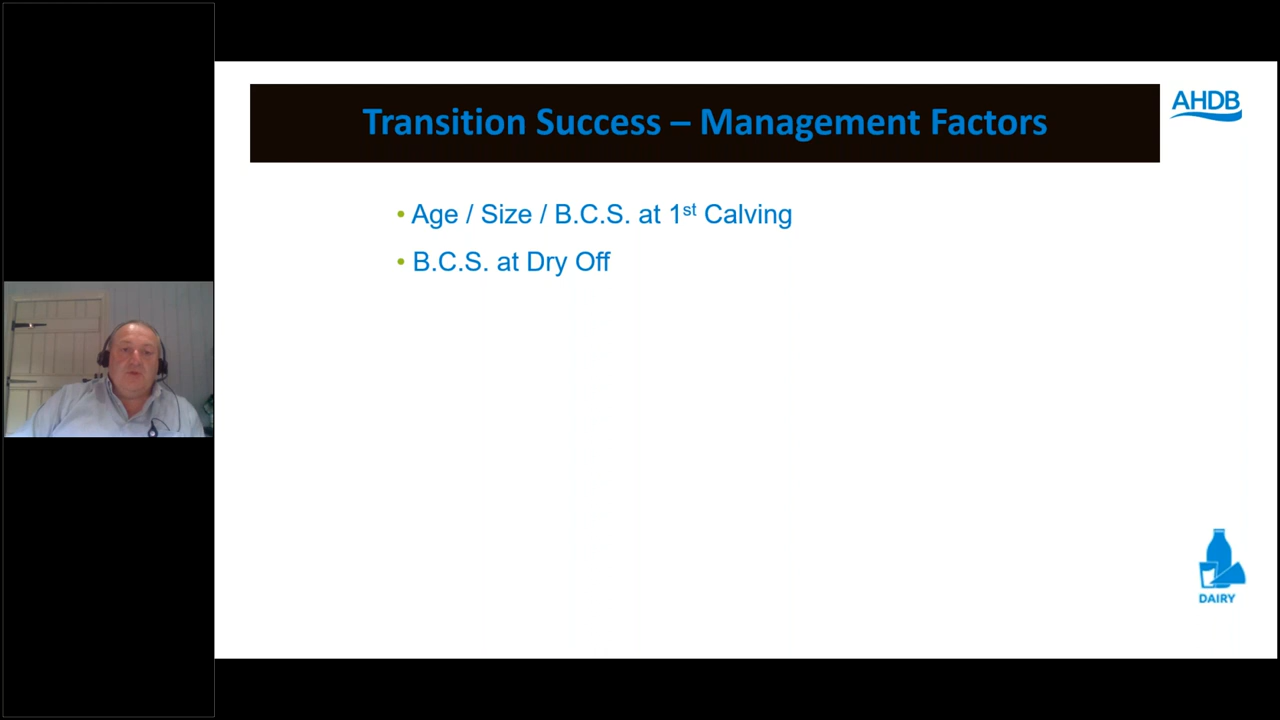 Transition Success – Management Factors
AHDB
• Age / Size / B.C.S. at 1st Calving
• B.C.S. at Dry Off
DAIRY